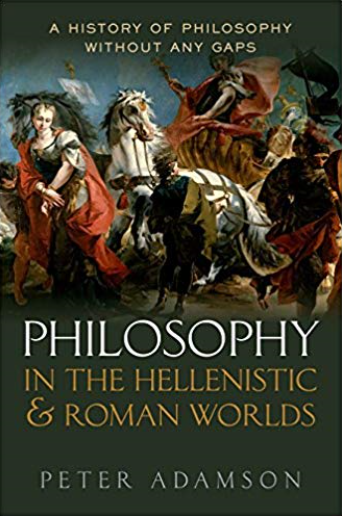 A HISTORY OF PHILOSOPHY
WITHOUT ANY GAPS
PHILOSOPHY
IN THE HELLENISTIC
& ROMAN WORLDS
PETER ADAMSON